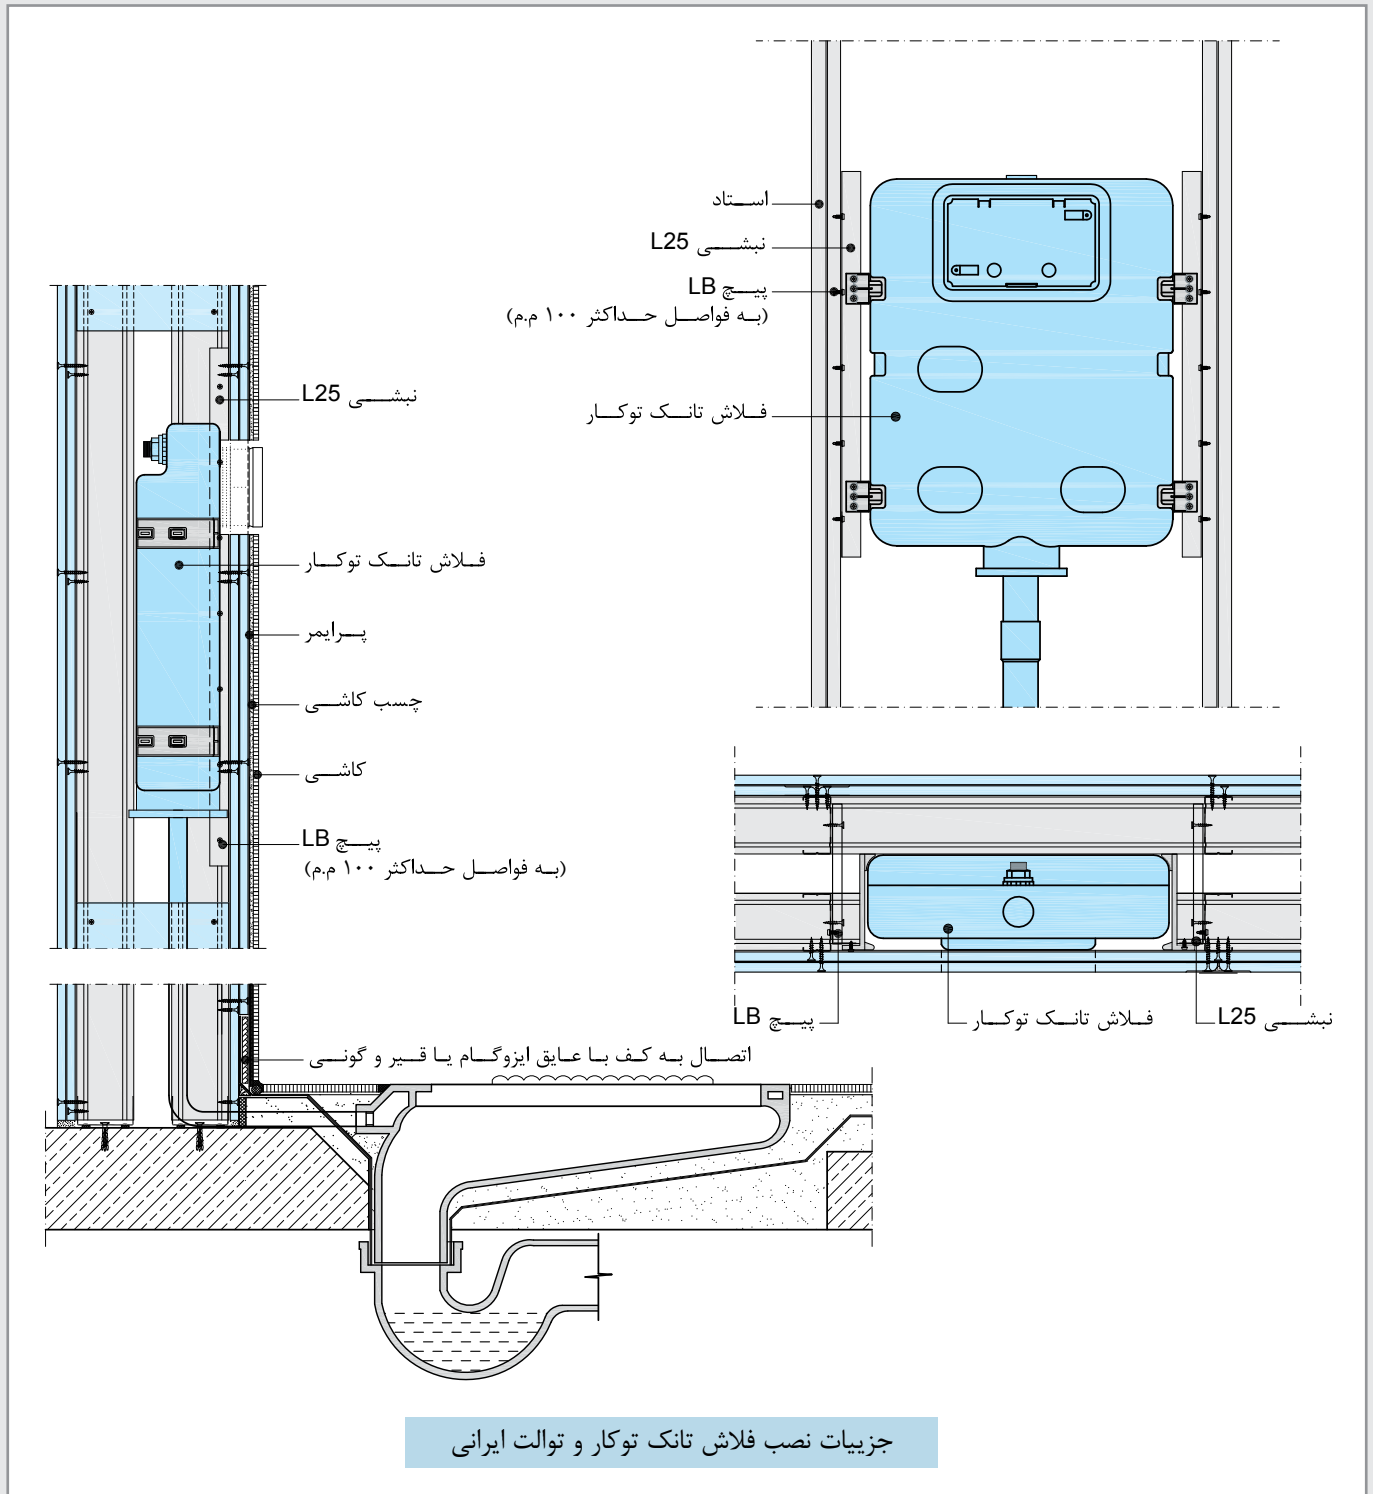 استاد
نبشی L25
پیچ LB
(به فواصل حداکثر ۱۰۰ م.م)
فلاش تانک توکار
نبشی L25
فلاش تانک توکار
پرایمر
چسب کاشی
کاشی
پیچ LB
(به فواصل حداکثر ۱۰۰ م.م)
پیچ LB
فلاش تانک توکار
نبشی L25
اتصال به کف با عایق ایزوگام یا قیر و گونی
جزییات نصب فلاش تانک توکار و توالت ایرانی